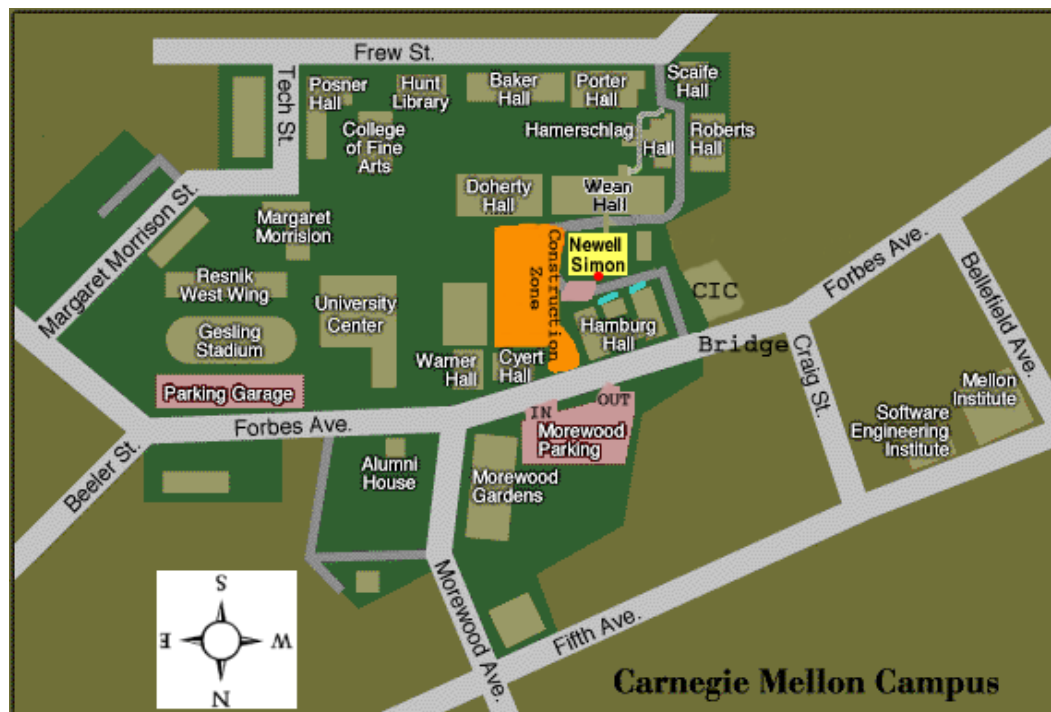 Frew St.
Tech St.
Posner
Hall
Hunt
Library
Baker
Hall
Porter
Hall
Scaife
Hall
College
of Fine
Arts
Hamerschlag
Hall
Roberts
Hall
Doherty
Hall
Wean
Hall
Margaret Morrison St.
Margaret
Morrision
Construction
Zone
Newell
Simon
Forbes Ave.
Bellefield Ave.
Resnik
West Wing
University
Center
CIC
Gesling
Stadium
Hamburg
Hall
Bridge
Craig St.
Warner
Hall
Cyert
Hall
Parking Garage
Mellon
Institute
IN
OUT
Forbes Ave.
Morewood
Parking
Software
Engineering
Institute
Beeler St.
Alumni
House
Morewood
Gardens
S
E
W
N
Morewood Ave.
Fifth Ave.
Carnegie Mellon Campus